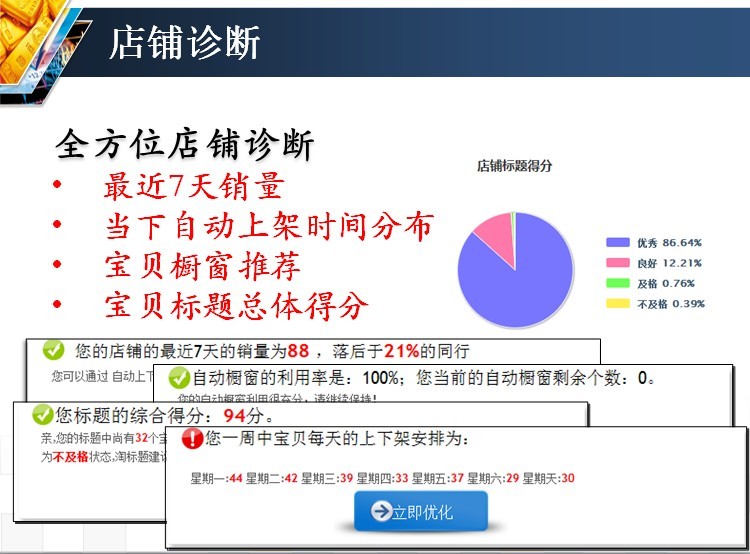 店铺诊断
全方位店铺诊断
• 最近7天销量
• 当下自动上架时间分布
• 宝贝橱窗推荐
• 宝贝标题总体得分
店铺标题得分
优秀 86.64%
良好 12.21%
及格 0.76%
不及格 0.39%
您的店铺的最近7天的销量为88 ，落后于21%的同行
您可以通过 自动上下
自动橱窗的利用率是：100%；您当前的自动橱窗剩余个数：0。
您的自动橱窗利用很充分，请继续保持！
您标题的综合得分：94分。
亲,您的标题中尚有32个宝
为不及格状态,淘标题建议
您一周中宝贝每天的上下架安排为：
星期一:44 星期二:42 星期三:39 星期四:33 星期五:37 星期六:29 星期天:30
立即优化